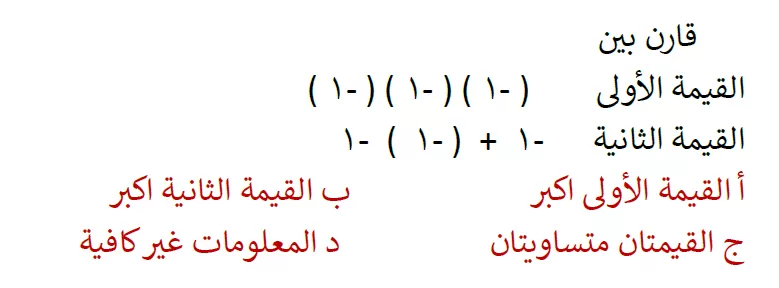 قارن بين
القيمة الأولى ( -١ ) ( -١ ) ( -١ )
القيمة الثانية -١ + ( -١ ) -١
أ القيمة الأولى اكبر ب القيمة الثانية اكبر
ج القيمتان متساويتان د المعلومات غير كافية